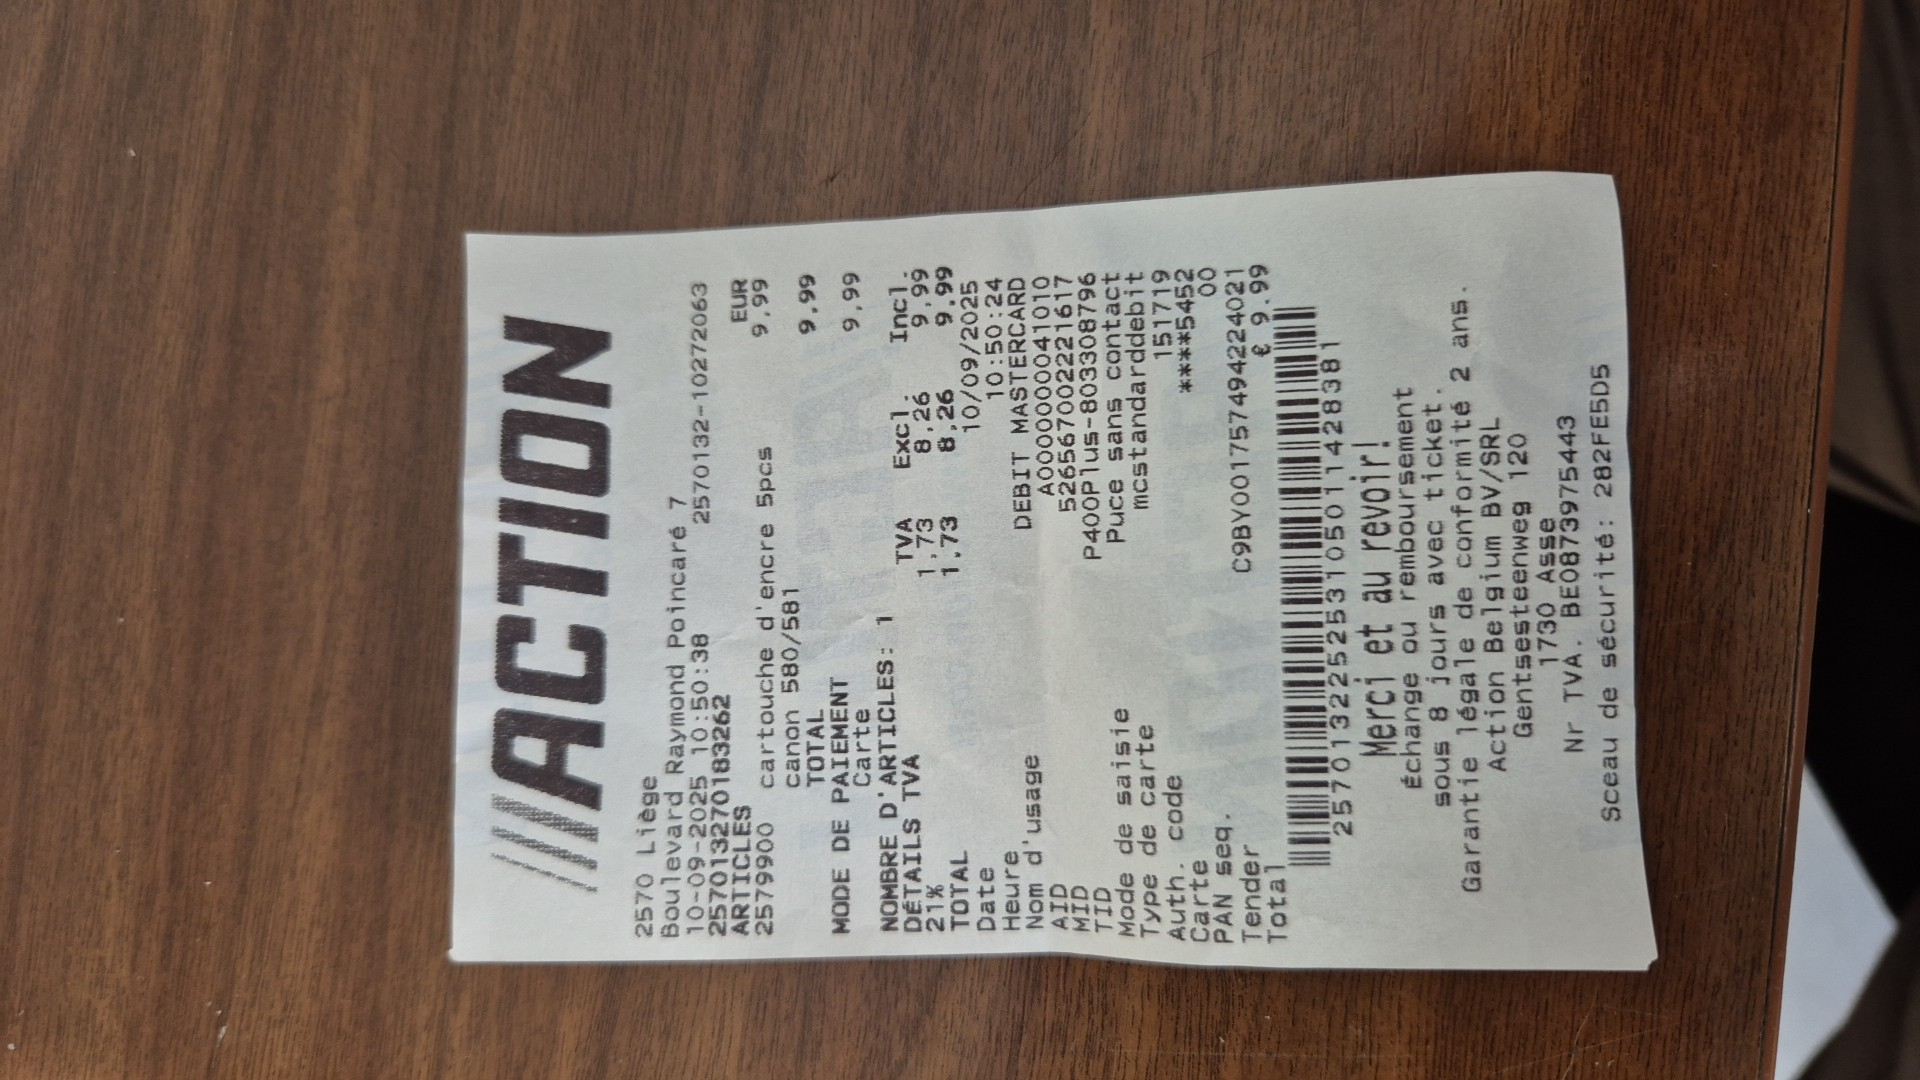 ///ACTION
2570 Liège
Boulevard Raymond Poincaré 7
10-09-2025 10:50:38 2570132-10272063
257013270183262
ARTICLES EUR
2579900 cartouche d'encre 5pcs 9,99
canon 580/581
TOTAL 9,99
MODE DE PAIEMENT
Carte 9,99
NOMBRE D'ARTICLES: 1
DÉTAILS TVA TVA Excl. Incl.
21% 1,73 8,26 9,99
TOTAL 1,73 8,26 9,99
Date 10/09/2025
Heure 10:50:24
Nom d'usage DEBIT MASTERCARD
AID A0000000041010
MID 526567002221617
TID P400Plus-803308796
Mode de saisie Puce sans contact
Type de carte mcstandarddebit
Auth. code 151719
Carte ****5452
PAN seq. 00
Tender C9BY001757494224021
Total € 9.99
257013225253105011428381
Merci et au revoir!
Échange ou remboursement
sous 8 jours avec ticket.
Garantie légale de conformité 2 ans.
Action Belgium BV/SRL
Gentsesteenweg 120
1730 Asse
Nr TVA. BE0873975443
Sceau de sécurité: 282FE5D5